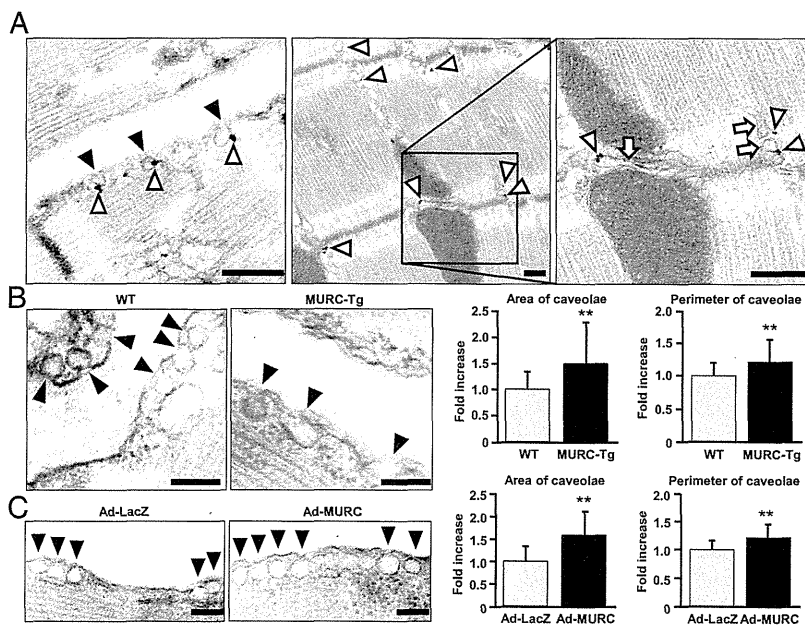 A
B
WT
MURC-Tg
Area of caveolae
Fold increase
2.5
2.0
1.5
1.0
0.5
0
**
WT MURC-Tg
Perimeter of caveolae
Fold increase
2.0
1.5
1.0
0.5
0
**
WT MURC-Tg
C
Ad-LacZ
Ad-MURC
Area of caveolae
Fold increase
2.5
2.0
1.5
1.0
0.5
0
**
Ad-LacZ Ad-MURC
Perimeter of caveolae
Fold increase
2.0
1.5
1.0
0.5
0
**
Ad-LacZ Ad-MURC